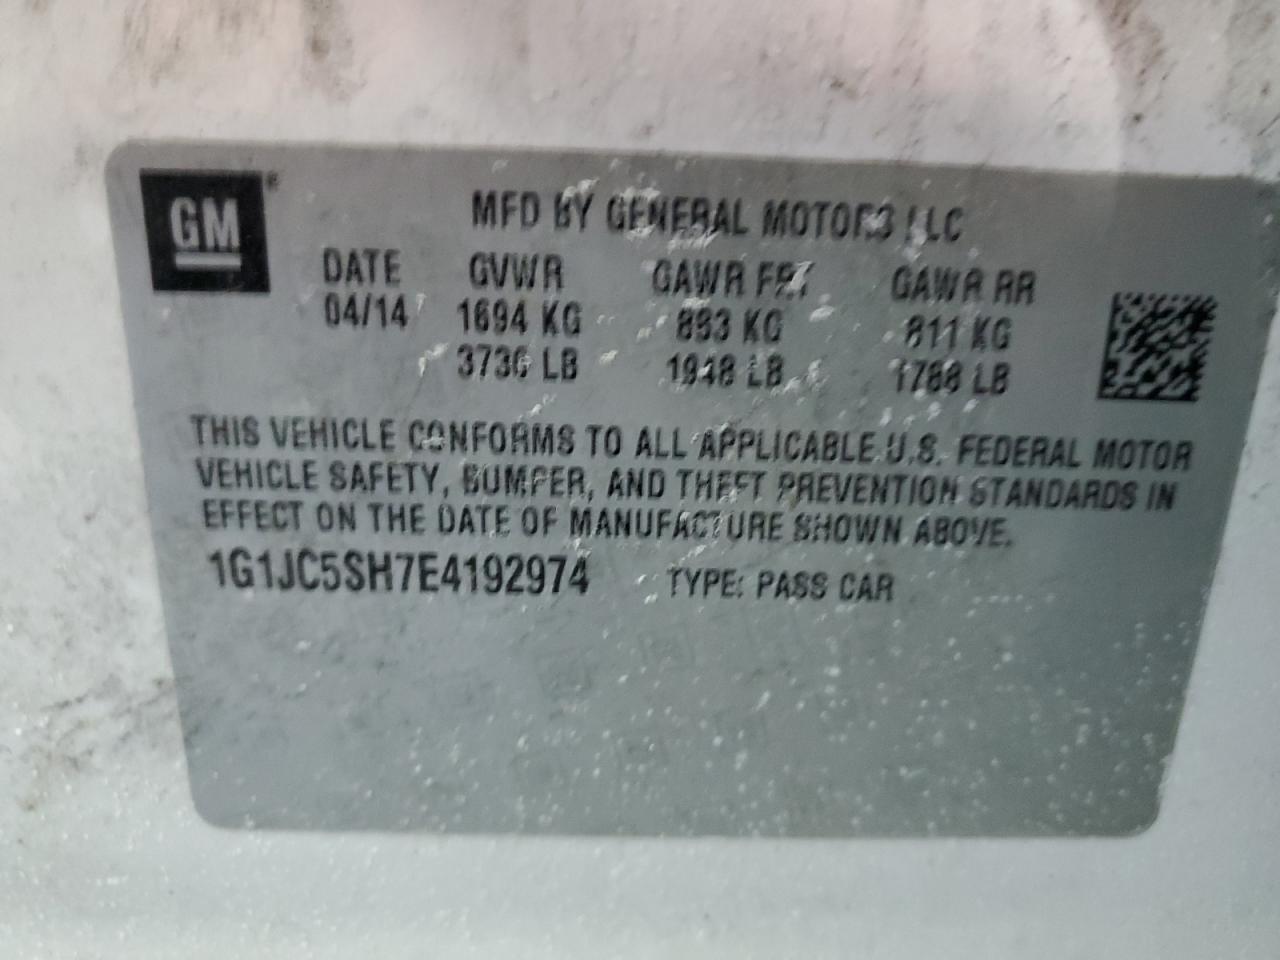 GM
MFD BY GENERAL MOTORS LLC
DATE GVWR GAWR FRT GAWR RR
04/14 1694 KG 883 KG 811 KG
3736 LB 1948 LB 1788 LB
THIS VEHICLE CONFORMS TO ALL APPLICABLE U.S. FEDERAL MOTOR
VEHICLE SAFETY, BUMPER, AND THEFT PREVENTION STANDARDS IN
EFFECT ON THE DATE OF MANUFACTURE SHOWN ABOVE.
1G1JC5SH7E4192974 TYPE: PASS CAR